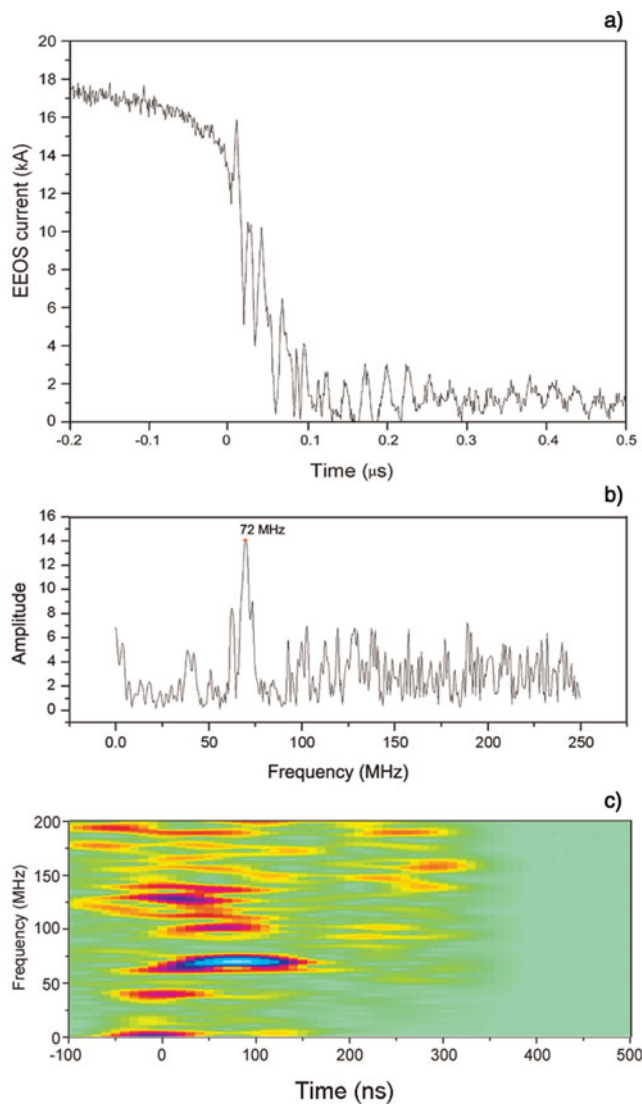 a)
20
18
16
14
12
10
8
6
4
2
0
EEOS current (kA)
-0.2 -0.1 0 0.1 0.2 0.3 0.4 0.5
Time (μs)
b)
72 MHz
16
14
12
10
8
6
4
2
0
Amplitude
0.0 50 100 150 200 250
Frequency (MHz)
c)
200
150
100
50
0
Frequency (MHz)
-100 0 100 200 300 400 500
Time (ns)